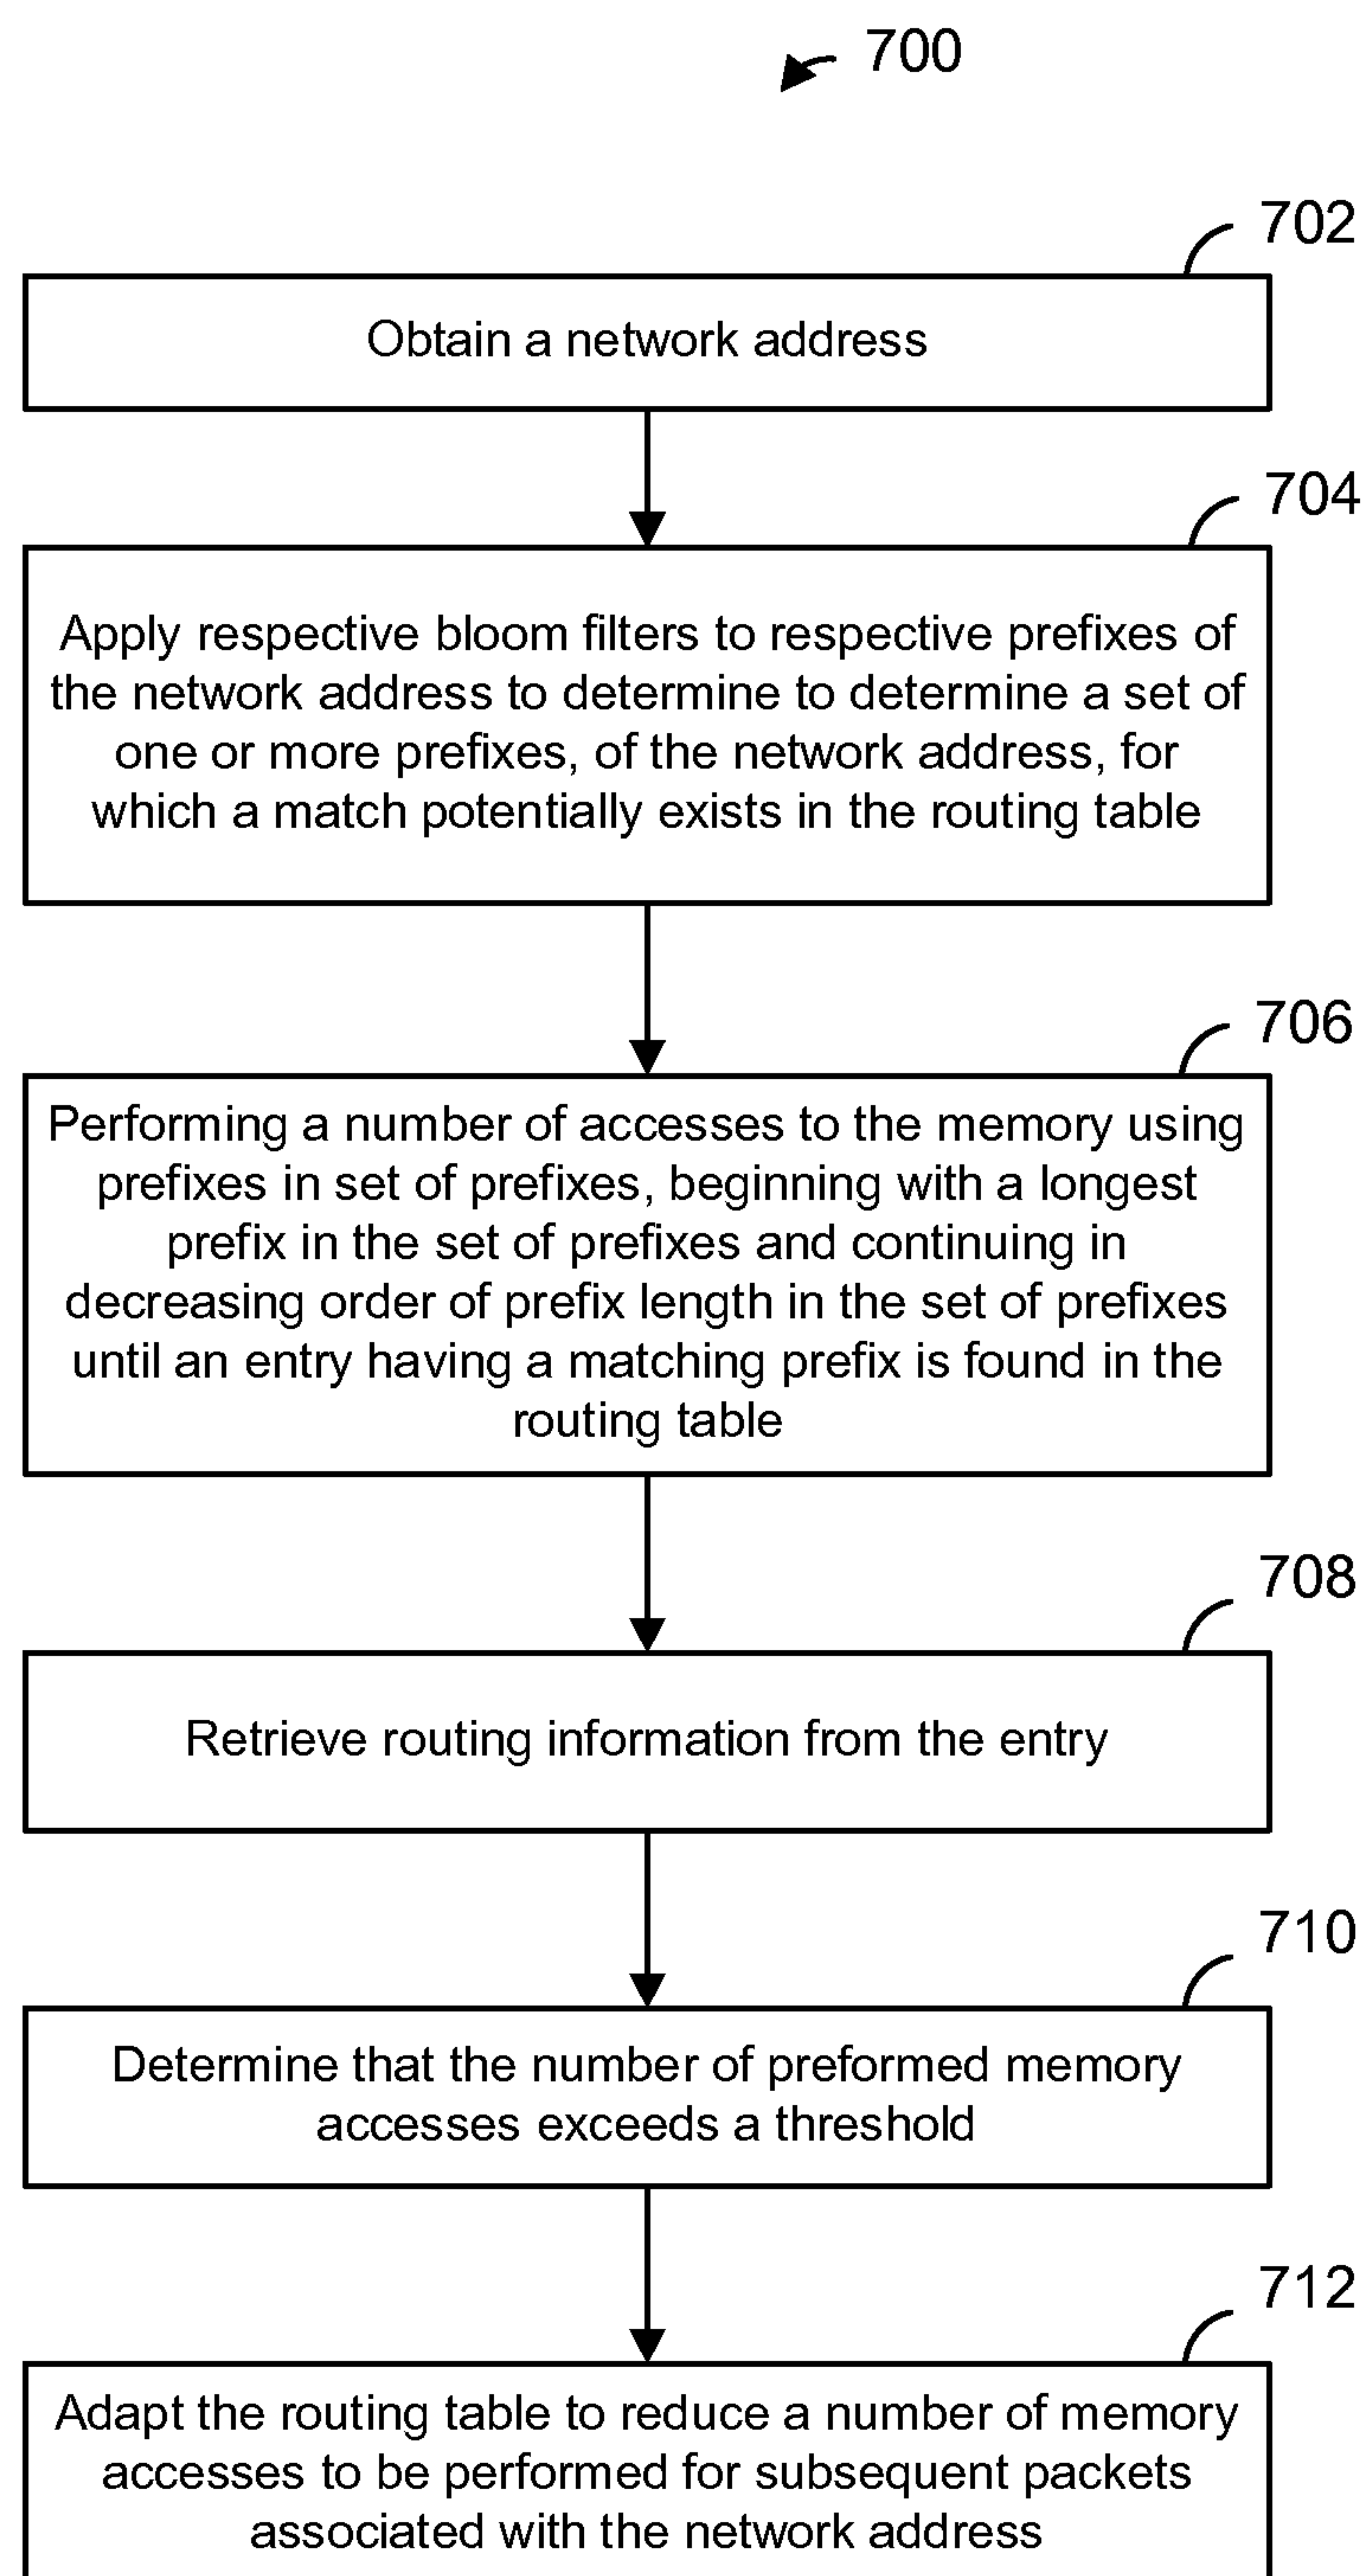 700
702
Obtain a network address
704
Apply respective bloom filters to respective prefixes of
the network address to determine to determine a set of
one or more prefixes, of the network address, for
which a match potentially exists in the routing table
706
Performing a number of accesses to the memory using
prefixes in set of prefixes, beginning with a longest
prefix in the set of prefixes and continuing in
decreasing order of prefix length in the set of prefixes
until an entry having a matching prefix is found in the
routing table
708
Retrieve routing information from the entry
710
Determine that the number of preformed memory
accesses exceeds a threshold
712
Adapt the routing table to reduce a number of memory
accesses to be performed for subsequent packets
associated with the network address